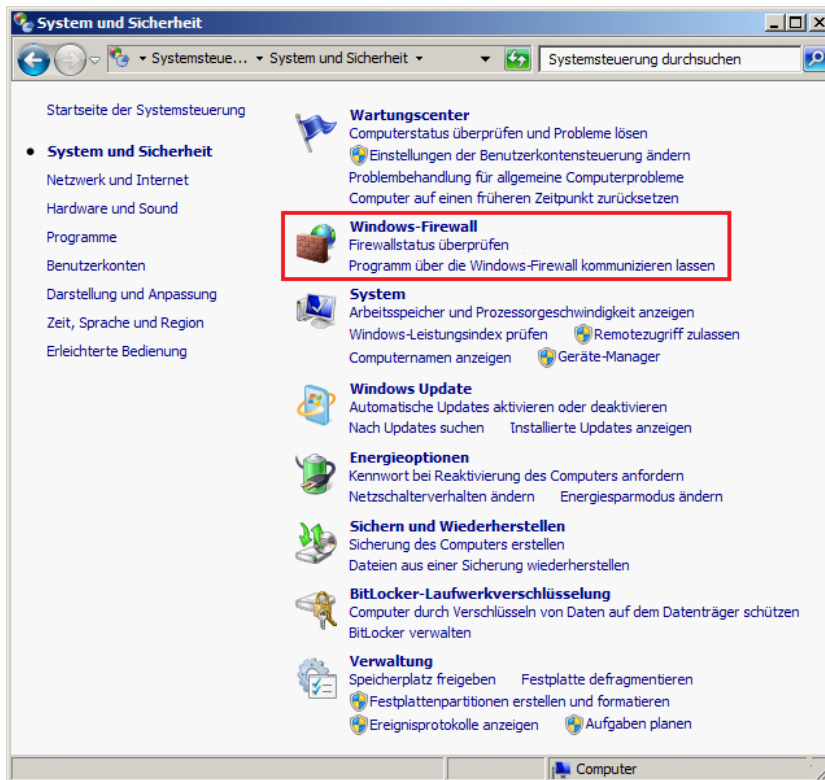 System und Sicherheit
Systemsteue... System und Sicherheit
Systemsteuerung durchsuchen
Startseite der Systemsteuerung
System und Sicherheit
Netzwerk und Internet
Hardware und Sound
Programme
Benutzerkonten
Darstellung und Anpassung
Zeit, Sprache und Region
Erleichterte Bedienung
Wartungscenter
Computerstatus überprüfen und Probleme lösen
Einstellungen der Benutzerkontensteuerung ändern
Problembehandlung für allgemeine Computerprobleme
Computer auf einen früheren Zeitpunkt zurücksetzen
Windows-Firewall
Firewallstatus überprüfen
Programm über die Windows-Firewall kommunizieren lassen
System
Arbeitsspeicher und Prozessorgeschwindigkeit anzeigen
Windows-Leistungsindex prüfen Remotezugriff zulassen
Computernamen anzeigen Geräte-Manager
Windows Update
Automatische Updates aktivieren oder deaktivieren
Nach Updates suchen Installierte Updates anzeigen
Energieoptionen
Kennwort bei Reaktivierung des Computers anfordern
Netzschalterverhalten ändern Energiesparmodus ändern
Sichern und Wiederherstellen
Sicherung des Computers erstellen
Dateien aus einer Sicherung wiederherstellen
BitLocker-Laufwerkverschlüsselung
Computer durch Verschlüsseln von Daten auf dem Datenträger schützen
BitLocker verwalten
Verwaltung
Speicherplatz freigeben Festplatte defragmentieren
Festplattenpartitionen erstellen und formatieren
Ereignisprotokolle anzeigen Aufgaben planen
Computer